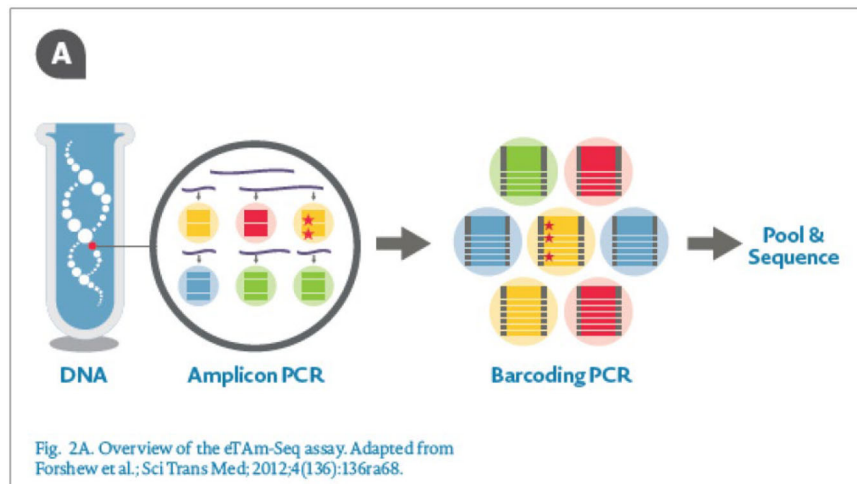 A
DNA
Amplicon PCR
Barcoding PCR
Pool &
Sequence
Fig. 2A. Overview of the eTAm-Seq assay. Adapted from
Forshew et al.; Sci Trans Med; 2012;4(136):136ra68.